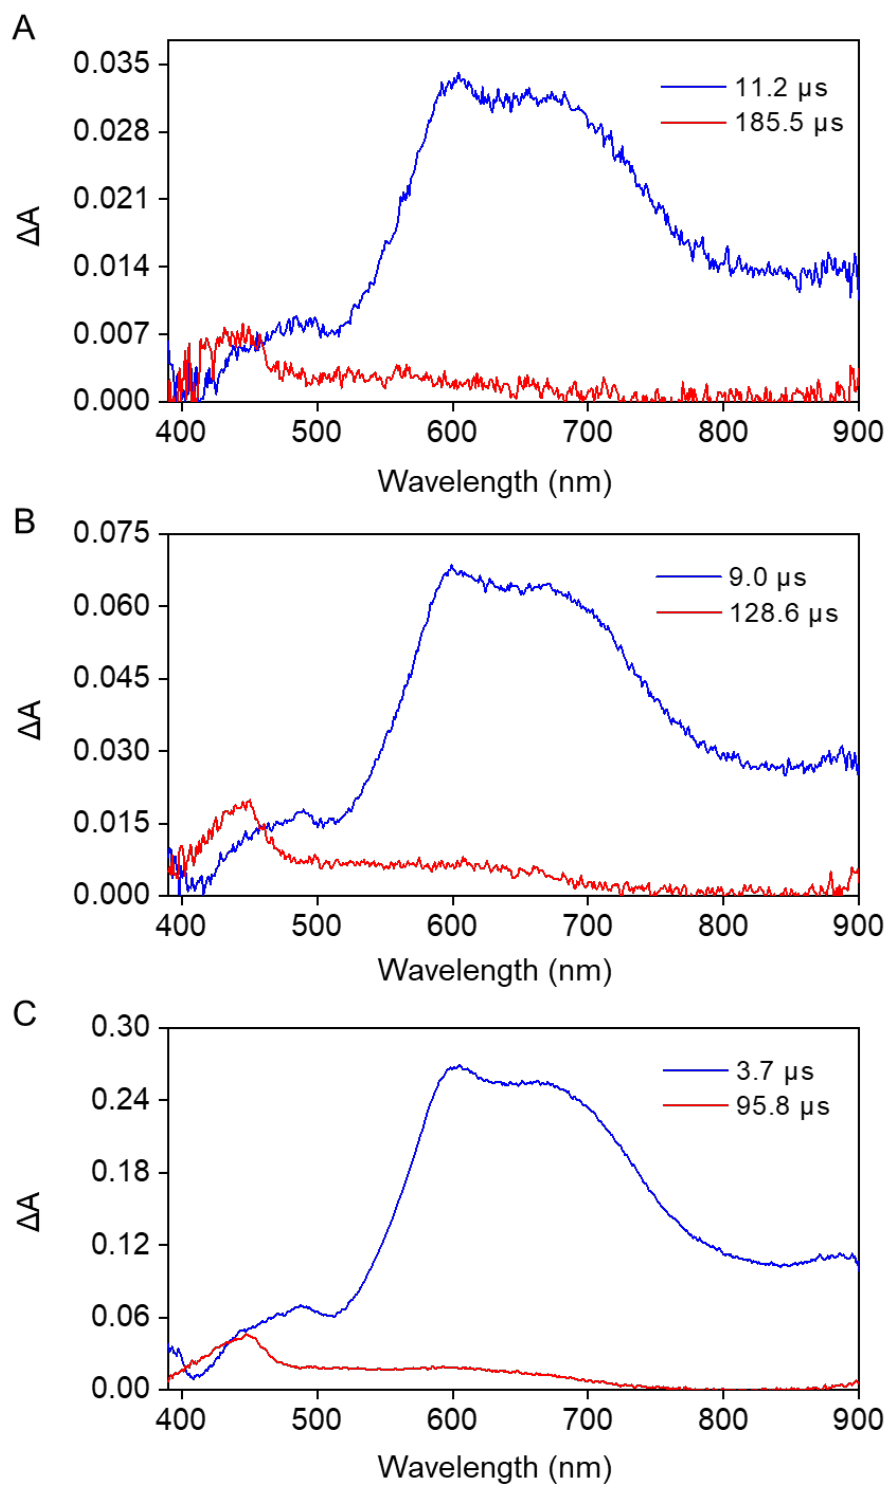 A
0.035
0.028
0.021
0.014
0.007
0.000
ΔA
11.2 µs
185.5 µs
400 500 600 700 800 900
Wavelength (nm)
B
0.075
0.060
0.045
0.030
0.015
0.000
ΔA
9.0 µs
128.6 µs
400 500 600 700 800 900
Wavelength (nm)
C
0.30
0.24
0.18
0.12
0.06
0.00
ΔA
3.7 µs
95.8 µs
400 500 600 700 800 900
Wavelength (nm)